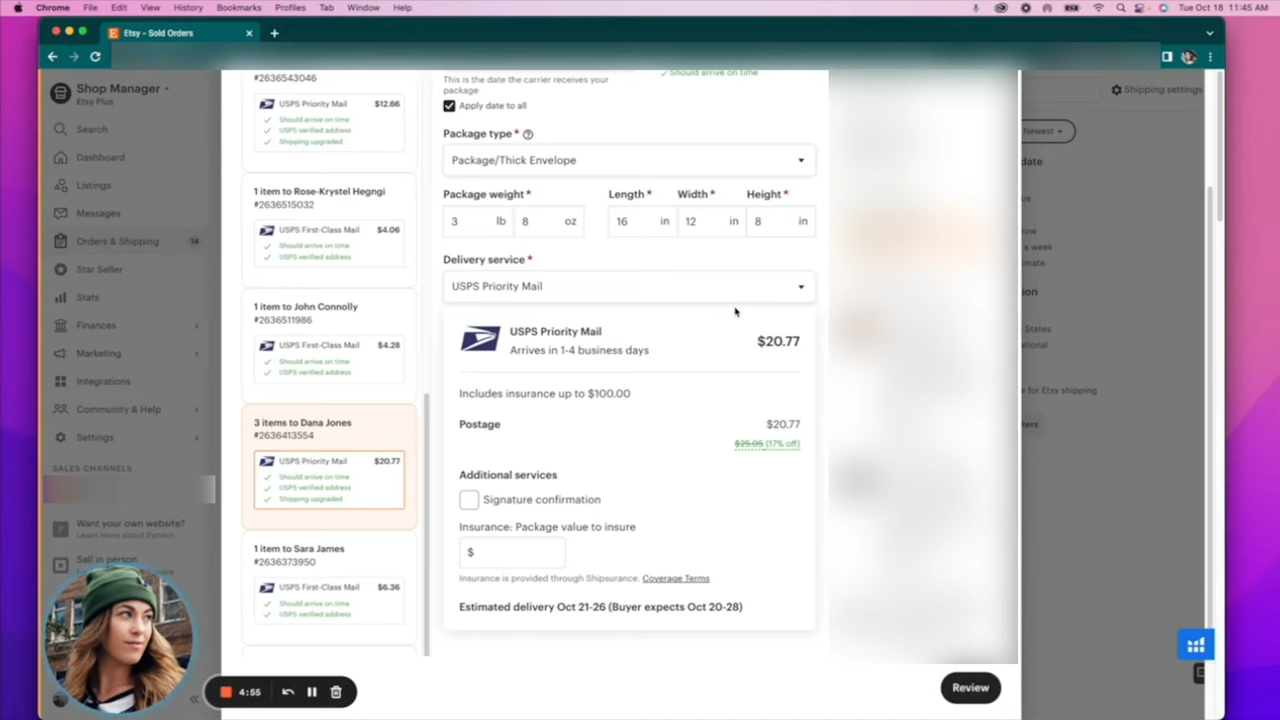 Chrome File Edit View History Bookmarks Profiles Tab Window Help
Tue Oct 18 11:45 AM
Etsy - Sold Orders
Shop Manager
Etsy Plus
Search
Dashboard
Listings
Messages
Orders & Shipping 14
Star Seller
Stats
Finances
Marketing
Integrations
Community & Help
Settings
SALES CHANNELS
Want your own website?
Learn more about Pattern
Sell in person
#2636543046
USPS Priority Mail $12.66
Should arrive on time
USPS verified address
Shipping upgraded
1 item to Rose-Krystel Hegngi
#2636515032
USPS First-Class Mail $4.06
Should arrive on time
USPS verified address
1 item to John Connolly
#2636511986
USPS First-Class Mail $4.28
Should arrive on time
USPS verified address
3 items to Dana Jones
#2636413554
USPS Priority Mail $20.77
Should arrive on time
USPS verified address
Shipping upgraded
1 item to Sara James
#2636373950
USPS First-Class Mail $6.36
Should arrive on time
USPS verified address
This is the date the carrier receives your
package
Should arrive on time
Apply date to all
Package type *
Package/Thick Envelope
Package weight * Length * Width * Height *
3 lb 8 oz 16 in 12 in 8 in
Delivery service *
USPS Priority Mail
USPS Priority Mail
Arrives in 1-4 business days
$20.77
Includes insurance up to $100.00
Postage $20.77
$25.05 (17% off)
Additional services
Signature confirmation
Insurance: Package value to insure
$
Insurance is provided through Shipsurance. Coverage Terms
Estimated delivery Oct 21-26 (Buyer expects Oct 20-28)
Review
Shipping settings
Newest
date
a week
States
for Etsy shipping
4:55